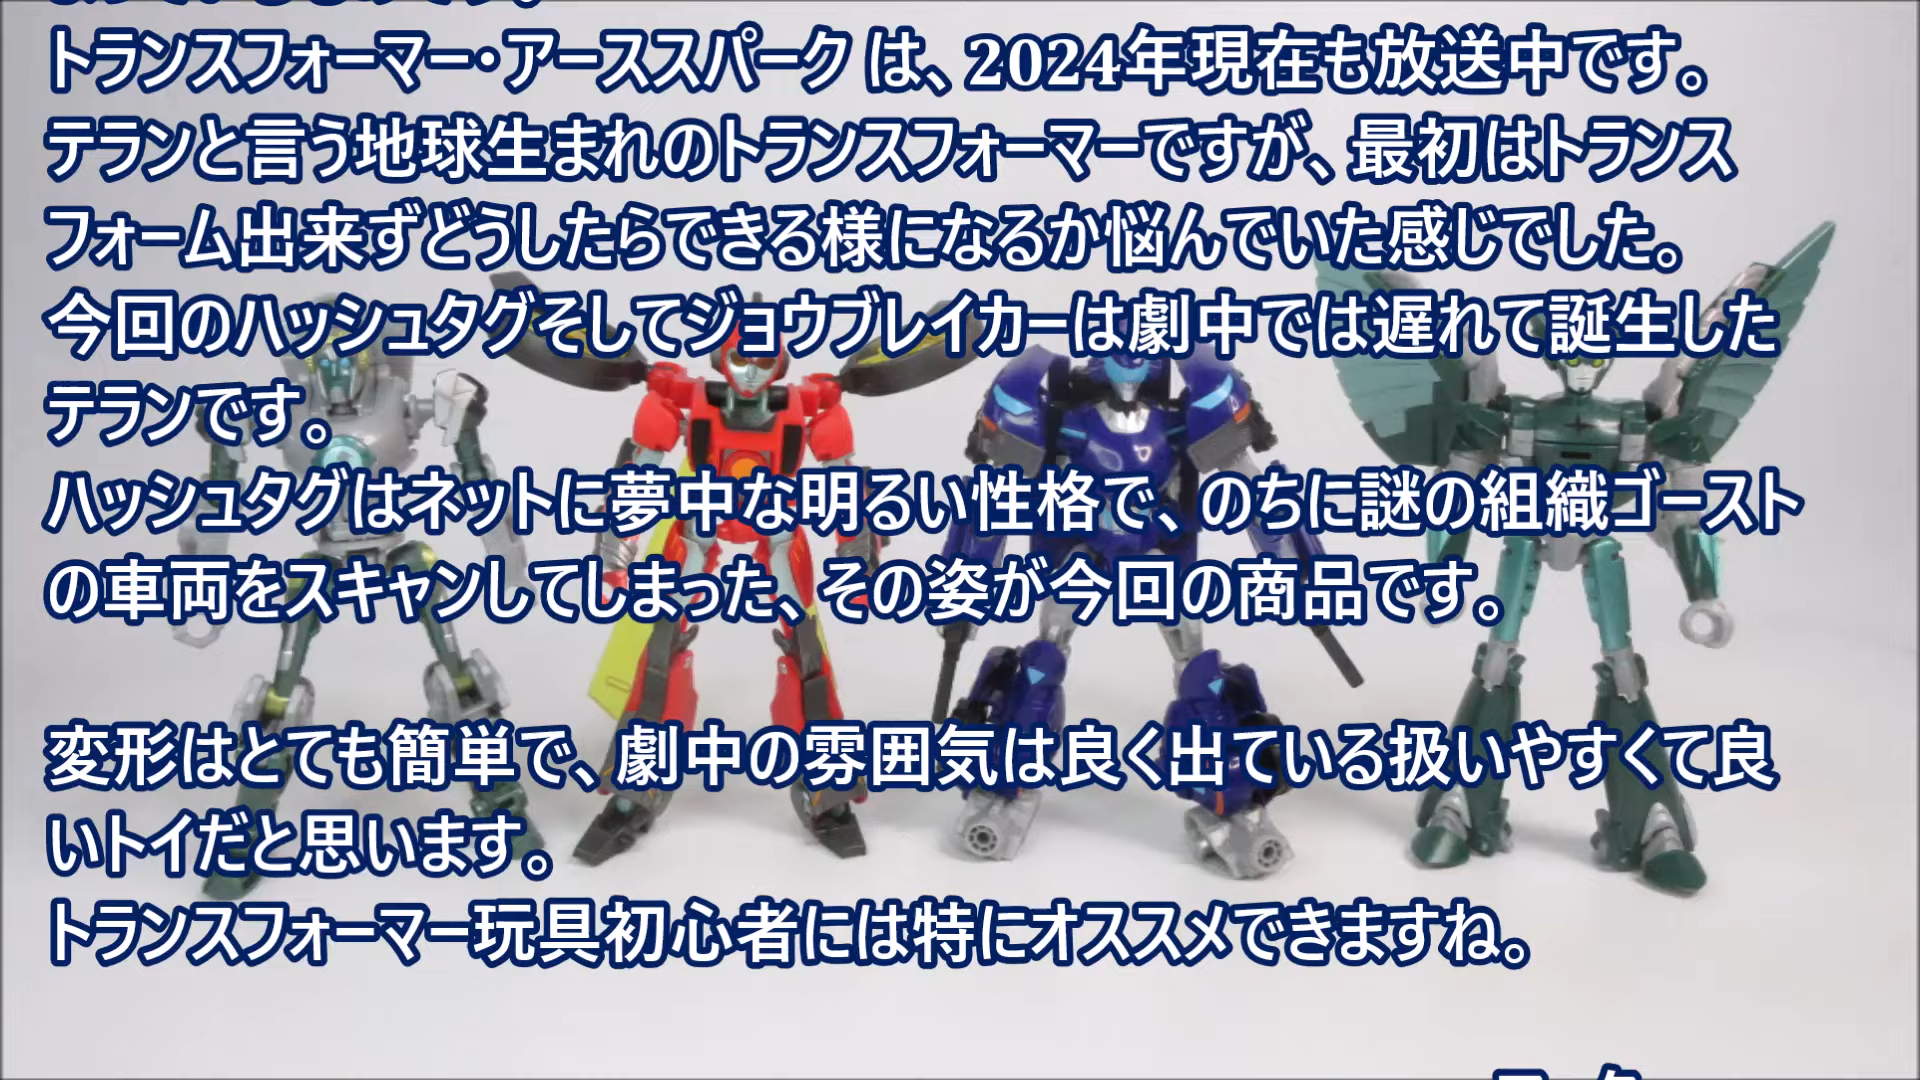 トランスフォーマー・アーススパーク は、2024年現在も放送中です。
テランと言う地球生まれのトランスフォーマーですが、最初はトランス
フォーム出来ずどうしたらできる様になるか悩んでいた感じでした。
今回のハッシュタグそしてジョウブレイカーは劇中では遅れて誕生した
テランです。
ハッシュタグはネットに夢中な明るい性格で、のちに謎の組織ゴースト
の車両をスキャンしてしまった、その姿が今回の商品です。
変形はとても簡単で、劇中の雰囲気は良く出ている扱いやすくて良
いトイだと思います。
トランスフォーマー玩具初心者には特にオススメできますね。